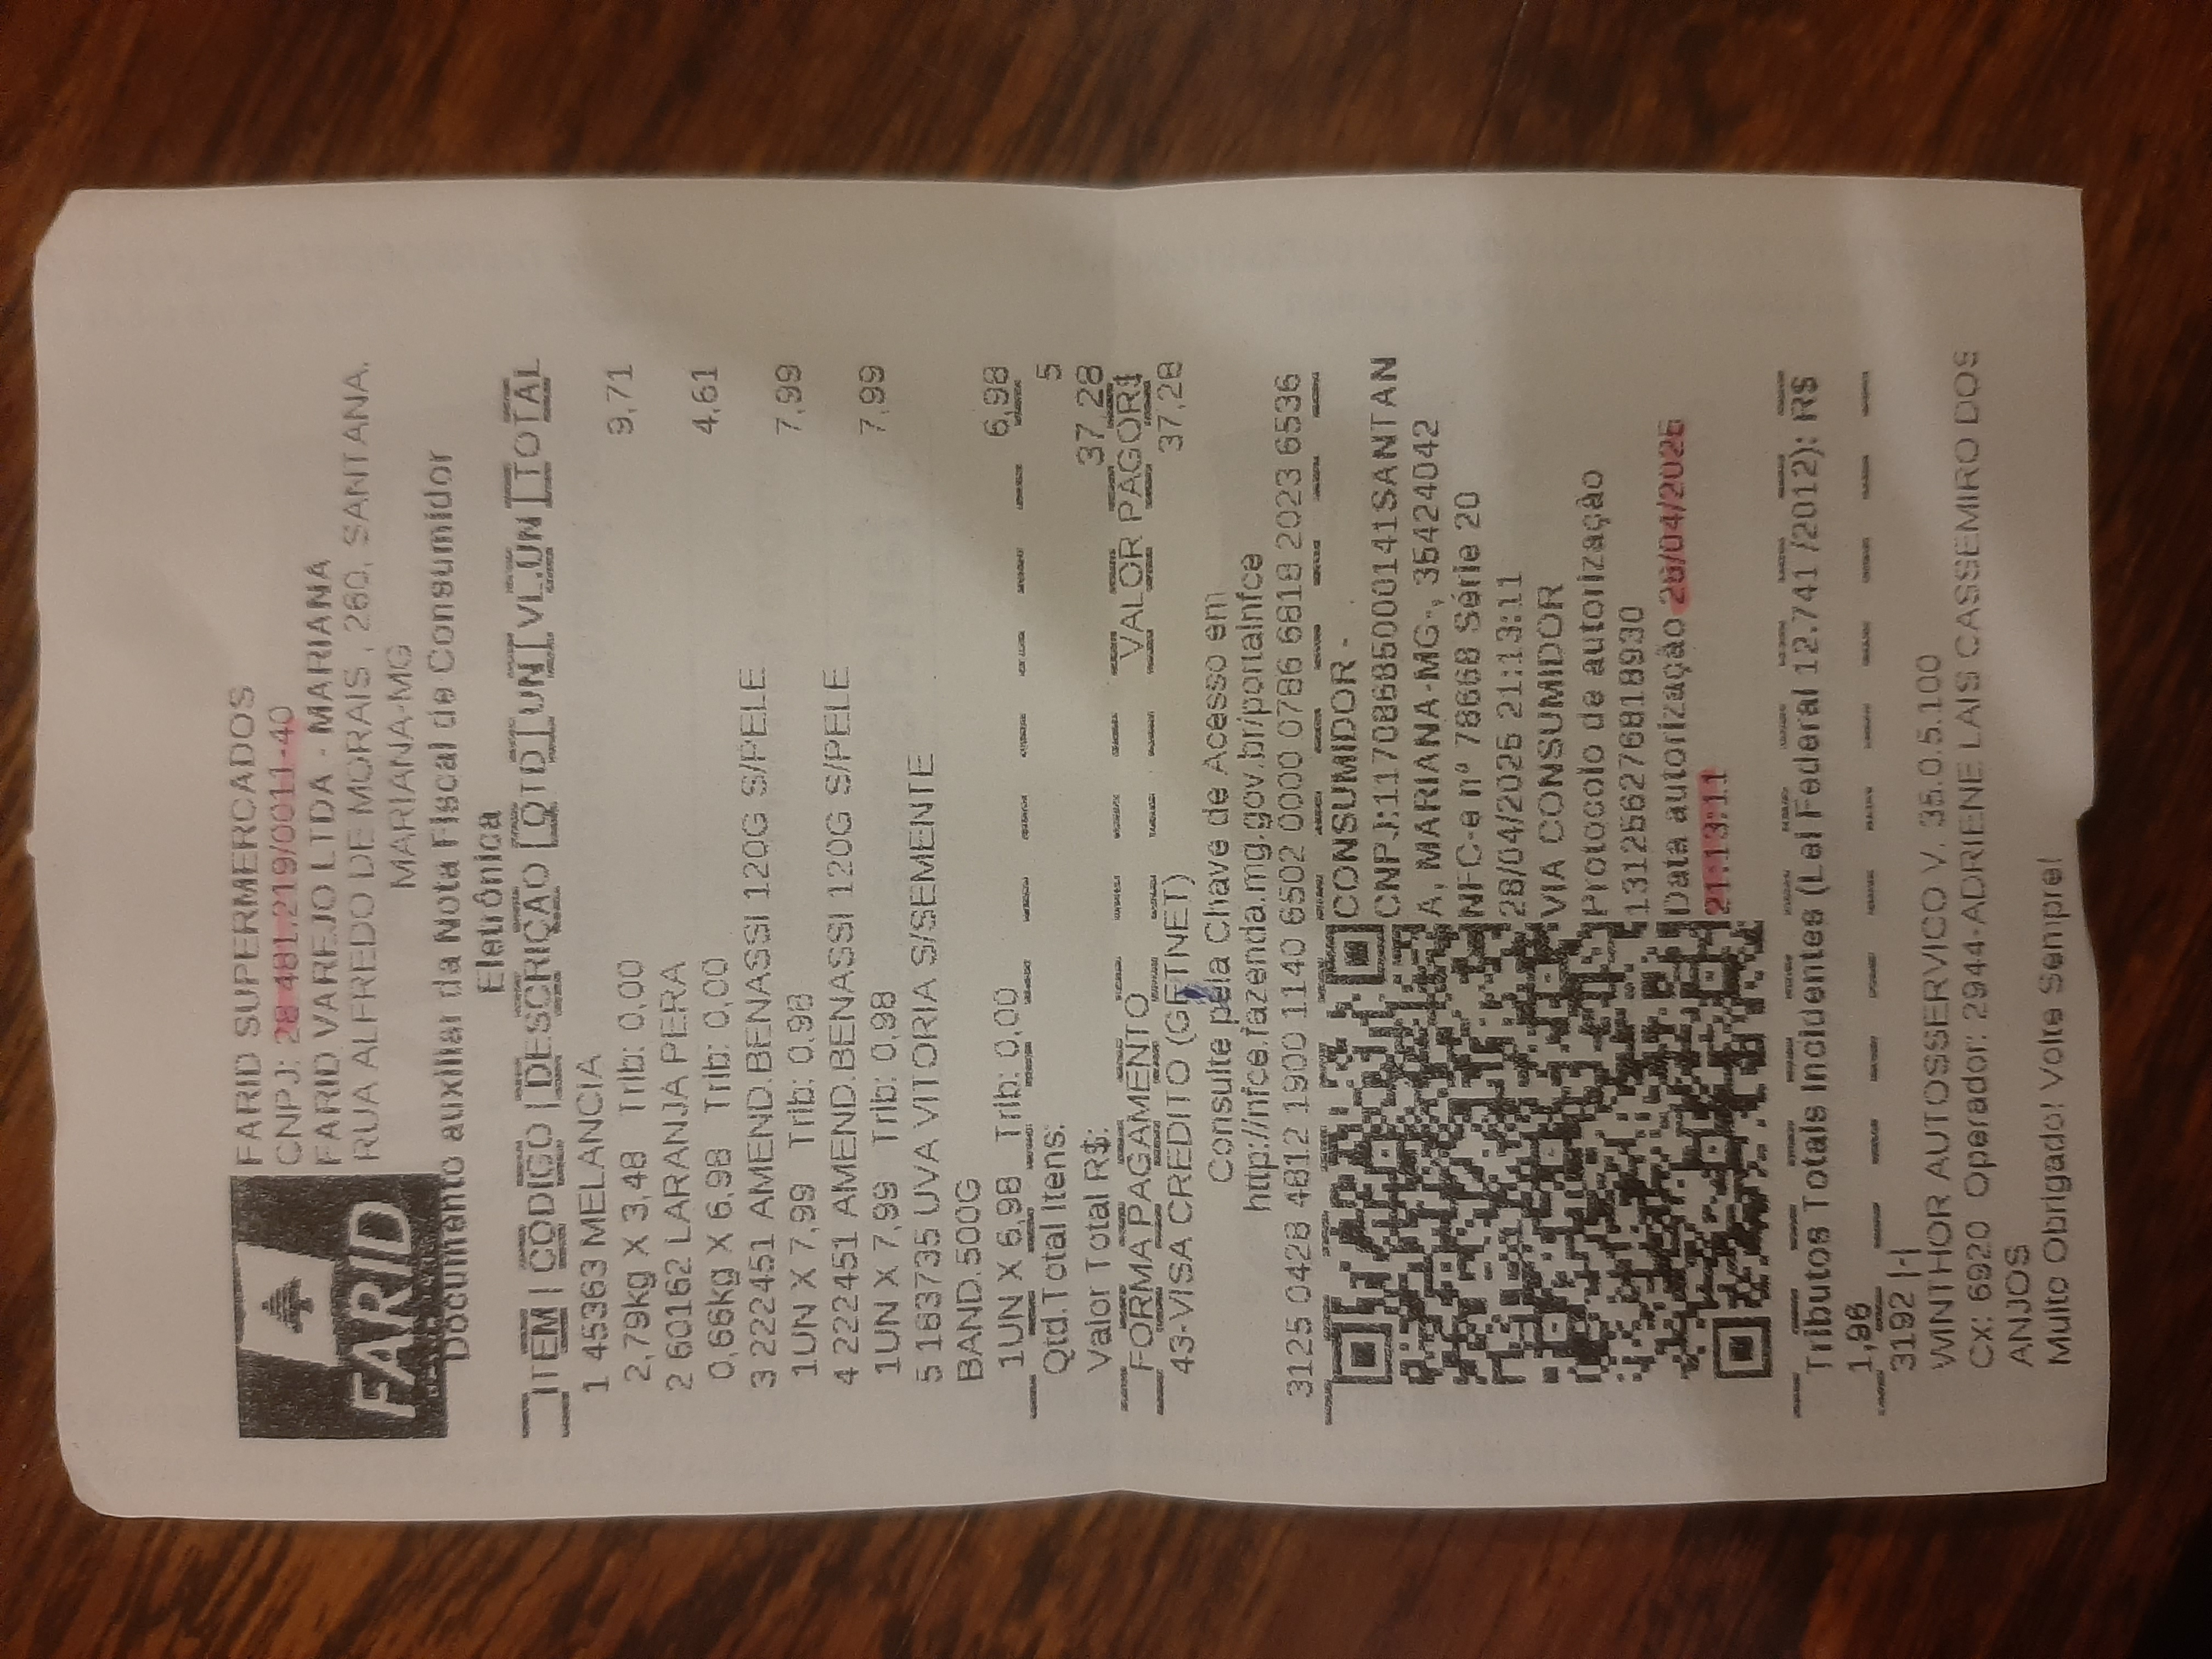 FARID
FARID SUPERMERCADOS
CNPJ: 28.481.219/0011-40
FARID VAREJO LTDA - MARIANA
RUA ALFREDO DE MORAIS , 260, SANTANA,
MARIANA-MG
Documento auxiliar da Nota Fiscal de Consumidor
Eletrônica
ITEM | CODIGO | DESCRIÇÃO | QTD | UN | VL.UN | TOTAL
1 45363 MELANCIA
2,79kg X 3,48 Trib: 0,00 9,71
2 60162 LARANJA PERA
0,66kg X 6,98 Trib: 0,00 4,61
3 222451 AMEND.BENASSI 120G S/PELE
1UN X 7,99 Trib: 0,98 7,99
4 222451 AMEND.BENASSI 120G S/PELE
1UN X 7,99 Trib: 0,98 7,99
5 163735 UVA VITORIA S/SEMENTE
BAND.500G
1UN X 6,98 Trib: 0,00 6,98
Qtd.Total Itens: 5
Valor Total R$: 37,28
FORMA PAGAMENTO VALOR PAGOR$
43-VISA CREDITO (GETNET) 37,28
Consulte pela Chave de Acesso em
http://nfce.fazenda.mg.gov.br/portalnfce
3125 0428 4812 1900 1140 6502 0000 0786 6818 2023 6536
CONSUMIDOR -
CNPJ:11708685000141SANTAN
A, MARIANA-MG-, 35424042
NFC-e nº 78668 Série 20
28/04/2025 21:13:11
VIA CONSUMIDOR
Protocolo de autorização
131256276818930
Data autorização 28/04/2025
21:13:11
Tributos Totais Incidentes (Lei Federal 12.741 /2012): R$
1,96
3192 |-|
WINTHOR AUTOSSERVICO V. 35.0.5.100
Cx: 6920 Operador: 2944-ADRIENE LAIS CASSEMIRO DOS
ANJOS
Muito Obrigado! Volte Sempre!